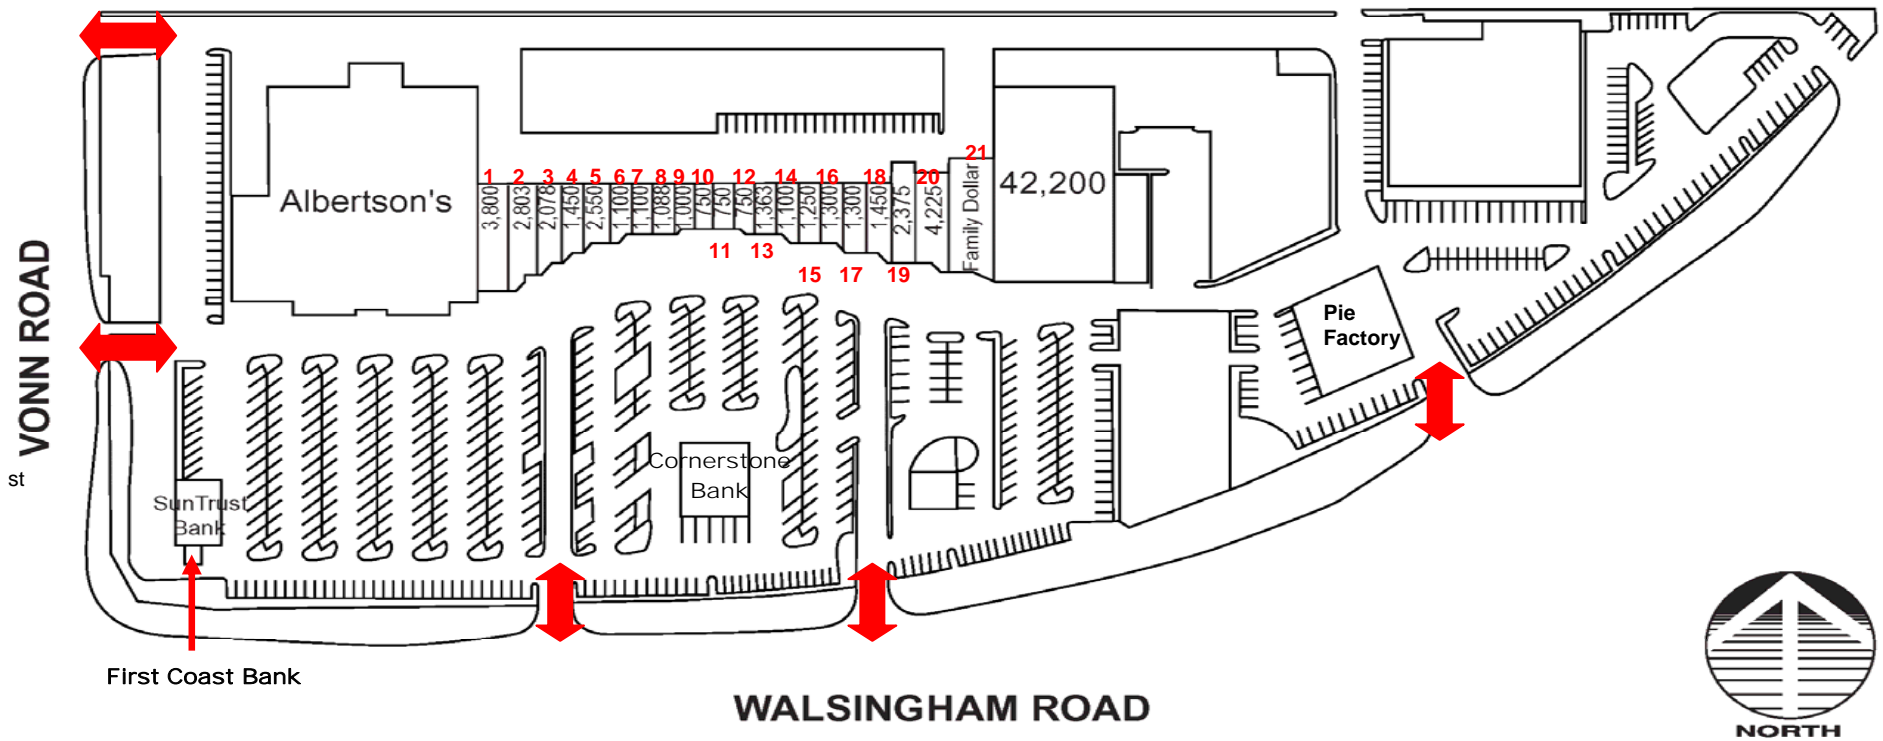 1 2 3 4 5 6 7 8 9 10 12 14 16 18 20 21
3,800 2,803 2,078 1,450 2,550 1,100 1,100 1,088 1,000 750 750 750 1,363 1,100 1,250 1,300 1,300 1,450 2,375 4,225 Family Dollar
Albertson's
42,200
11 13
15 17 19
VONN ROAD
st
Pie
Factory
Cornerstone
Bank
SunTrust
Bank
First Coast Bank
WALSINGHAM ROAD
NORTH